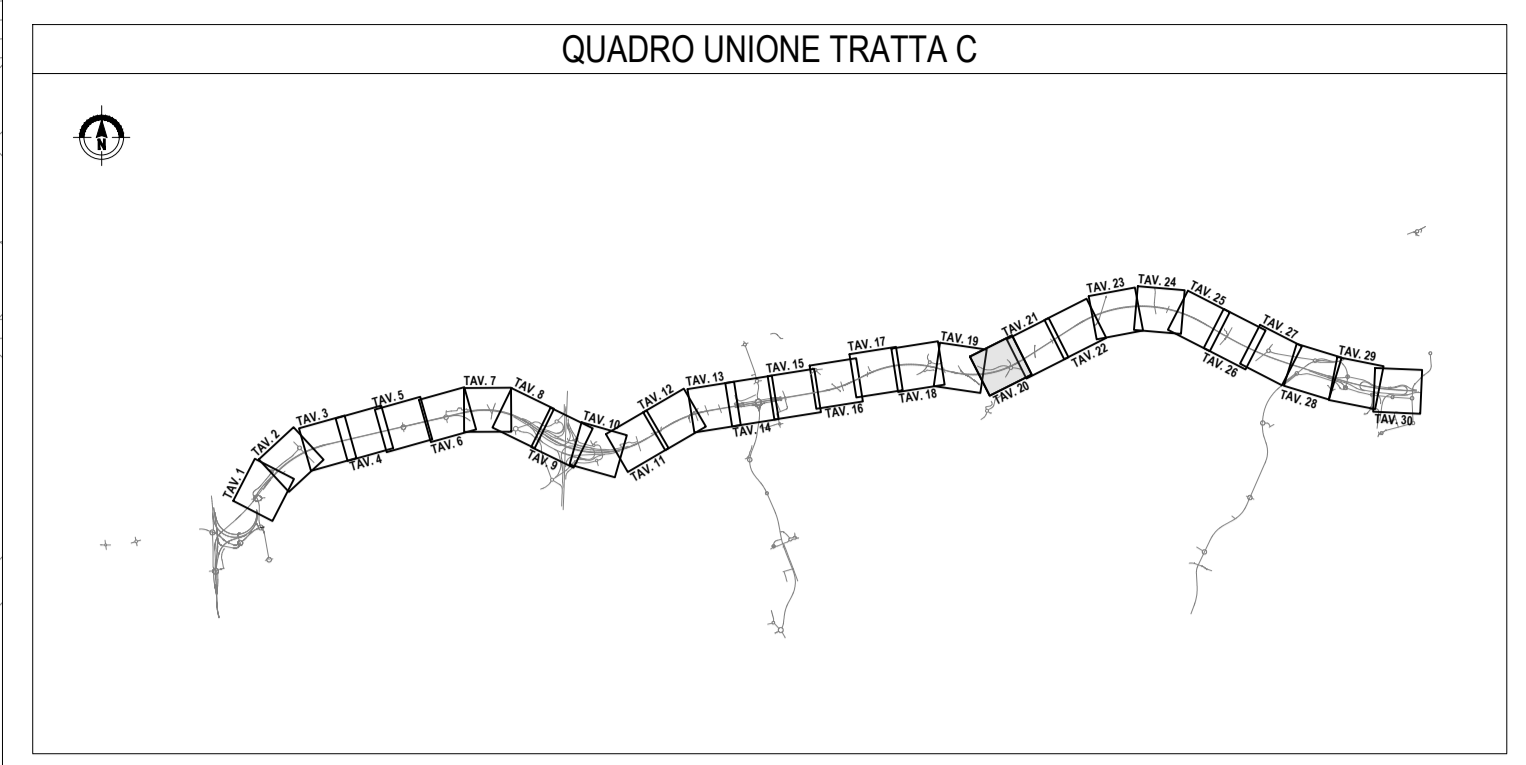 QUADRO UNIONE TRATTA C
N
TAV. 1
TAV. 2
TAV. 3
TAV. 4
TAV. 5
TAV. 6
TAV. 7
TAV. 8
TAV. 9
TAV. 10
TAV. 11
TAV. 12
TAV. 13
TAV. 14
TAV. 15
TAV. 16
TAV. 17
TAV. 18
TAV. 19
TAV. 20
TAV. 21
TAV. 22
TAV. 23
TAV. 24
TAV. 25
TAV. 26
TAV. 27
TAV. 28
TAV. 29
TAV. 30